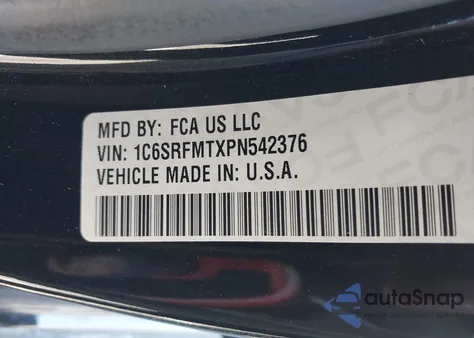 MFD BY: FCA US LLC
VIN: 1C6SRFMTXPN542376
VEHICLE MADE IN: U.S.A.
autoSnap